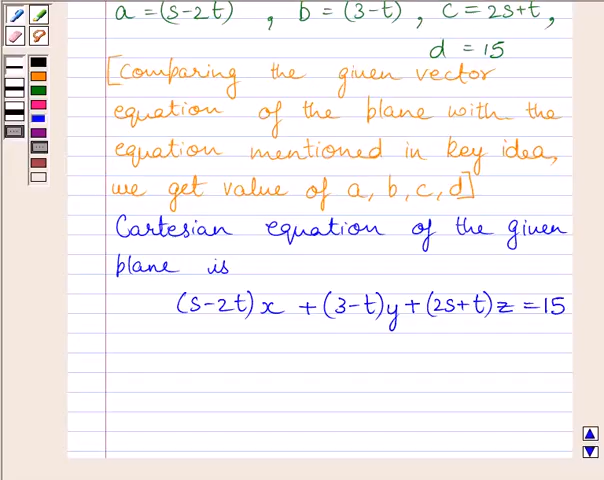 a = (s-2t) , b = (3-t) , c = 2s+t,
d = 15
[Comparing the given vector
equation of the plane with the
equation mentioned in key idea,
we get value of a, b, c, d]
Cartesian equation of the given
plane is
(s-2t)x + (3-t)y + (2s+t)z = 15